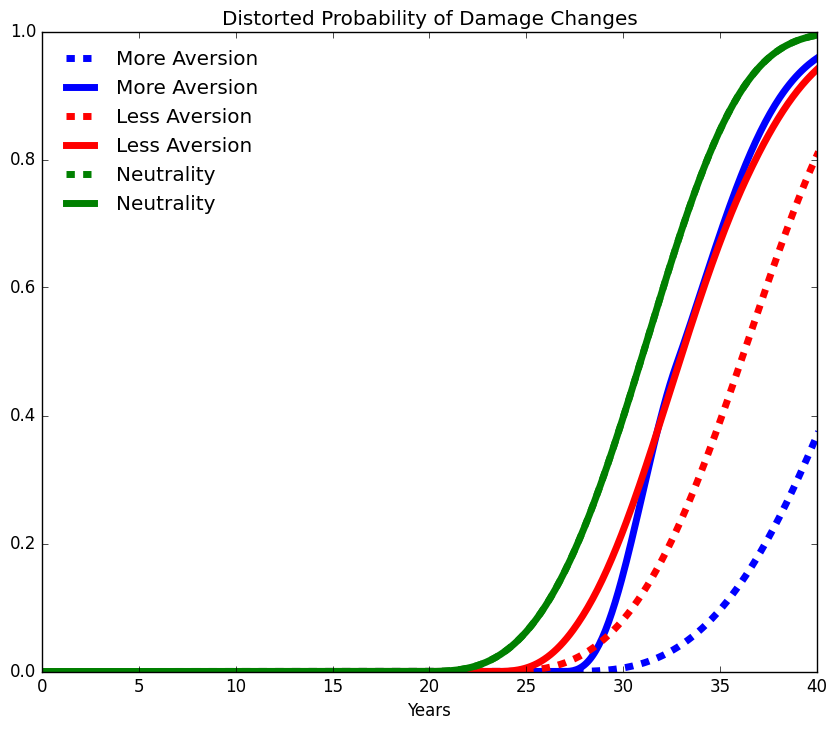 Distorted Probability of Damage Changes
1.0
More Aversion
More Aversion
Less Aversion
0.8
Less Aversion
Neutrality
Neutrality
0.6
0.4
0.2
0.0
0 5 10 15 20 25 30 35 40
Years